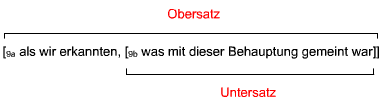 Obersatz
[9a als wir erkannten, [9b was mit dieser Behauptung gemeint war]]
Untersatz